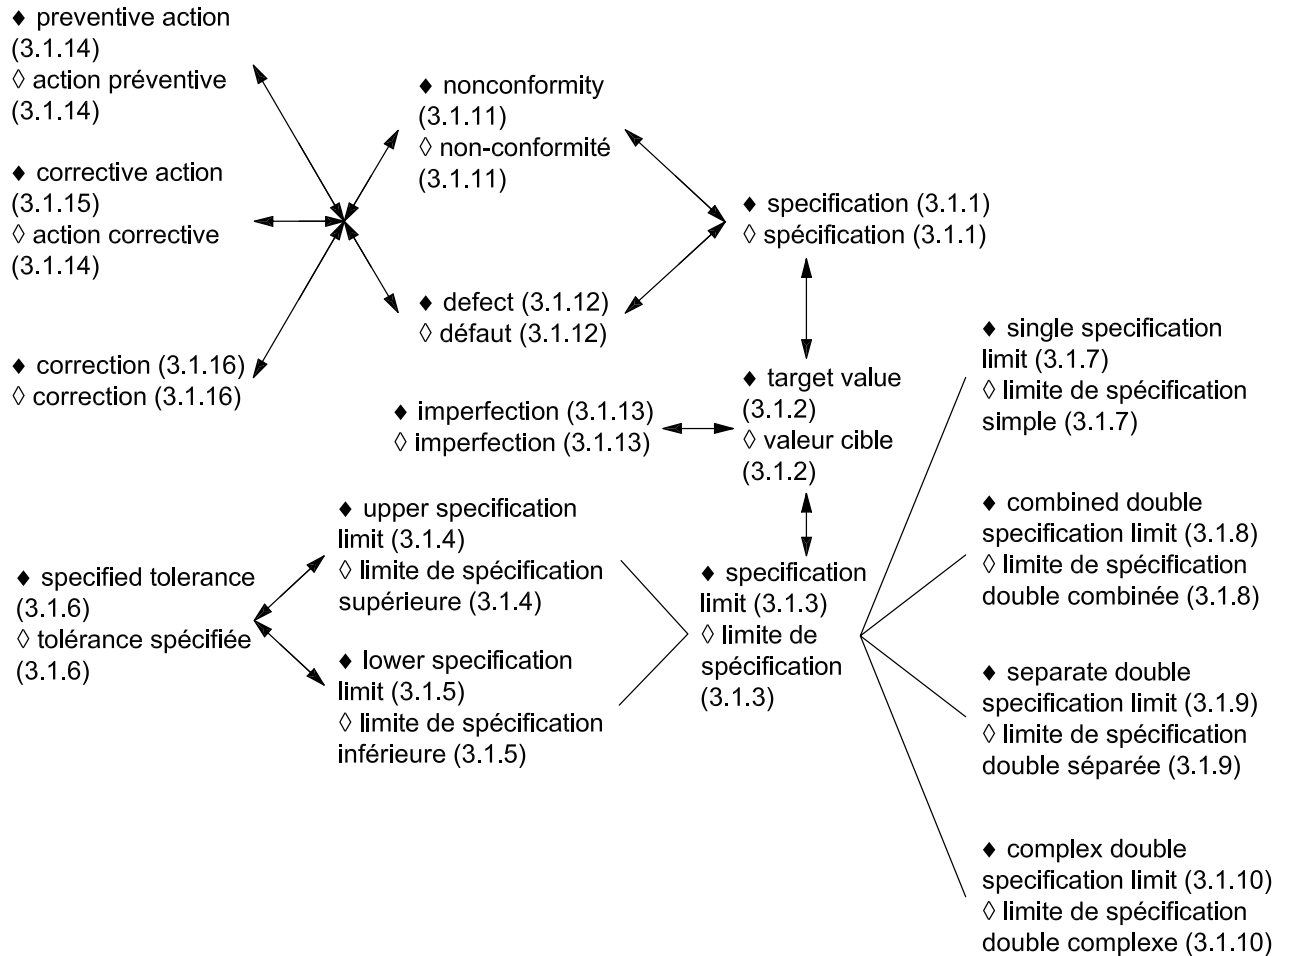 ♦ preventive action
(3.1.14)
◊ action préventive
(3.1.14)
♦ corrective action
(3.1.15)
◊ action corrective
(3.1.14)
♦ correction (3.1.16)
◊ correction (3.1.16)
♦ nonconformity
(3.1.11)
◊ non-conformité
(3.1.11)
♦ defect (3.1.12)
◊ défaut (3.1.12)
♦ specification (3.1.1)
◊ spécification (3.1.1)
♦ imperfection (3.1.13)
◊ imperfection (3.1.13)
♦ target value
(3.1.2)
◊ valeur cible
(3.1.2)
♦ specified tolerance
(3.1.6)
◊ tolérance spécifiée
(3.1.6)
♦ upper specification
limit (3.1.4)
◊ limite de spécification
supérieure (3.1.4)
♦ lower specification
limit (3.1.5)
◊ limite de spécification
inférieure (3.1.5)
♦ specification
limit (3.1.3)
◊ limite de
spécification
(3.1.3)
♦ single specification
limit (3.1.7)
◊ limite de spécification
simple (3.1.7)
♦ combined double
specification limit (3.1.8)
◊ limite de spécification
double combinée (3.1.8)
♦ separate double
specification limit (3.1.9)
◊ limite de spécification
double séparée (3.1.9)
♦ complex double
specification limit (3.1.10)
◊ limite de spécification
double complexe (3.1.10)